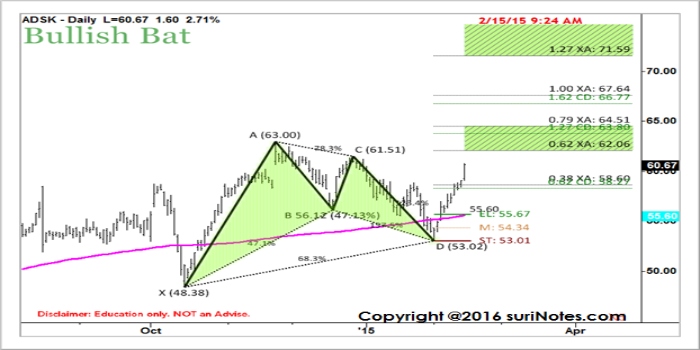 ADSK - Daily L=60.67 1.60 2.71%
2/15/15 9:24 AM
Bullish Bat
1.27 XA: 71.59
70.00
1.00 XA: 67.64
1.62 CD: 66.77
65.00
0.79 XA: 64.51
1.27 CD: 63.80
0.62 XA: 62.06
A (63.00)
28.3%
C (61.51)
60.67
0.38 XA: 58.60
0.62 CD: 58.27
B 56.12 (47.13%)
55.60
EL: 55.67
55.60
M: 54.34
47.1%
ST: 53.01
D (53.02)
68.3%
50.00
X (48.38)
Disclaimer: Education only. NOT an Advise.
Copyright @2016 suriNotes.com
Oct
'15
Apr